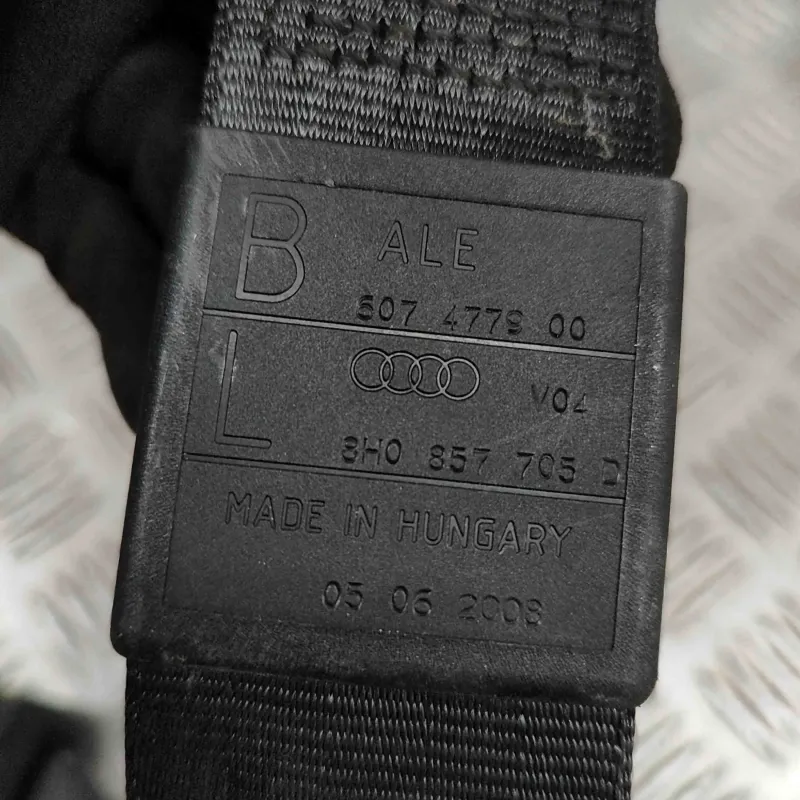 B ALE
607 4779 00
L V04
8H0 857 705 D
MADE IN HUNGARY
05 06 2008